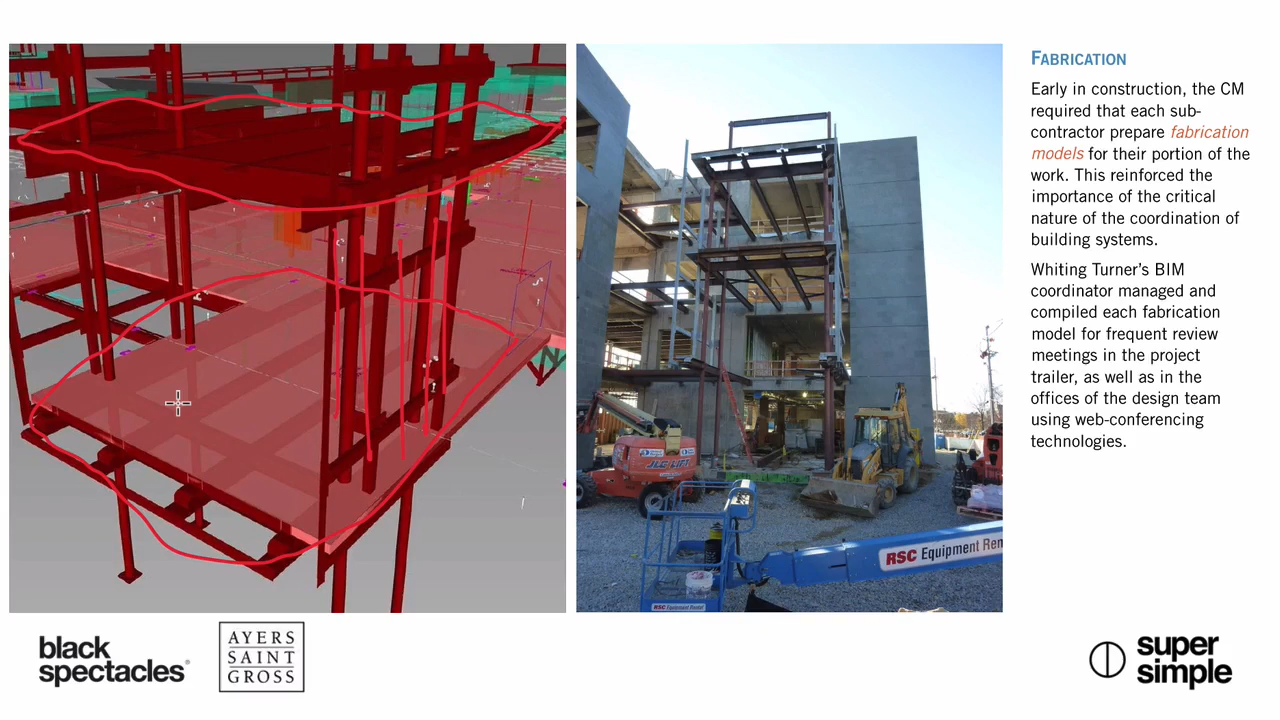 FABRICATION
Early in construction, the CM
required that each sub-
contractor prepare fabrication
models for their portion of the
work. This reinforced the
importance of the critical
nature of the coordination of
building systems.
Whiting Turner’s BIM
coordinator managed and
compiled each fabrication
model for frequent review
meetings in the project
trailer, as well as in the
offices of the design team
using web-conferencing
technologies.
JLG LIFT
RSC Equipment Ren
RSC Equipment Rental
black
spectacles®
AYERS
SAINT
GROSS
super
simple